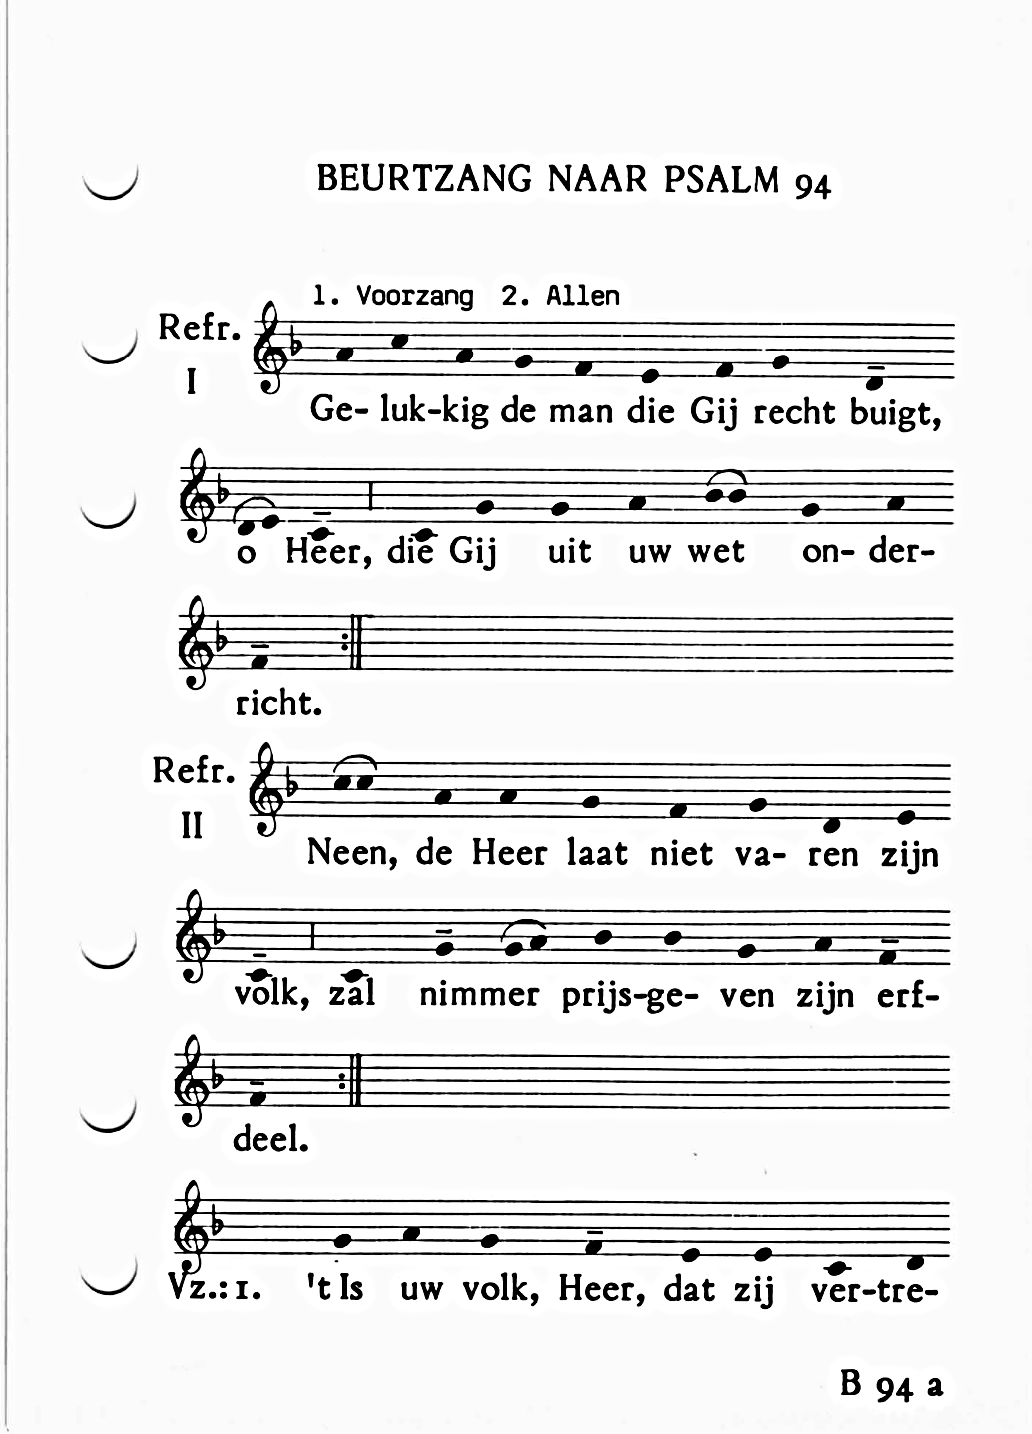 BEURTZANG NAAR PSALM 94
1. Voorzang 2. Allen
Refr.
I
Ge- luk-kig de man die Gij recht buigt,
o Heer, die Gij uit uw wet on- der-
richt.
Refr.
II
Neen, de Heer laat niet va- ren zijn
volk, zal nimmer prijs-ge- ven zijn erf-
deel.
Vz.: 1. 't Is uw volk, Heer, dat zij ver-tre-
B 94 a